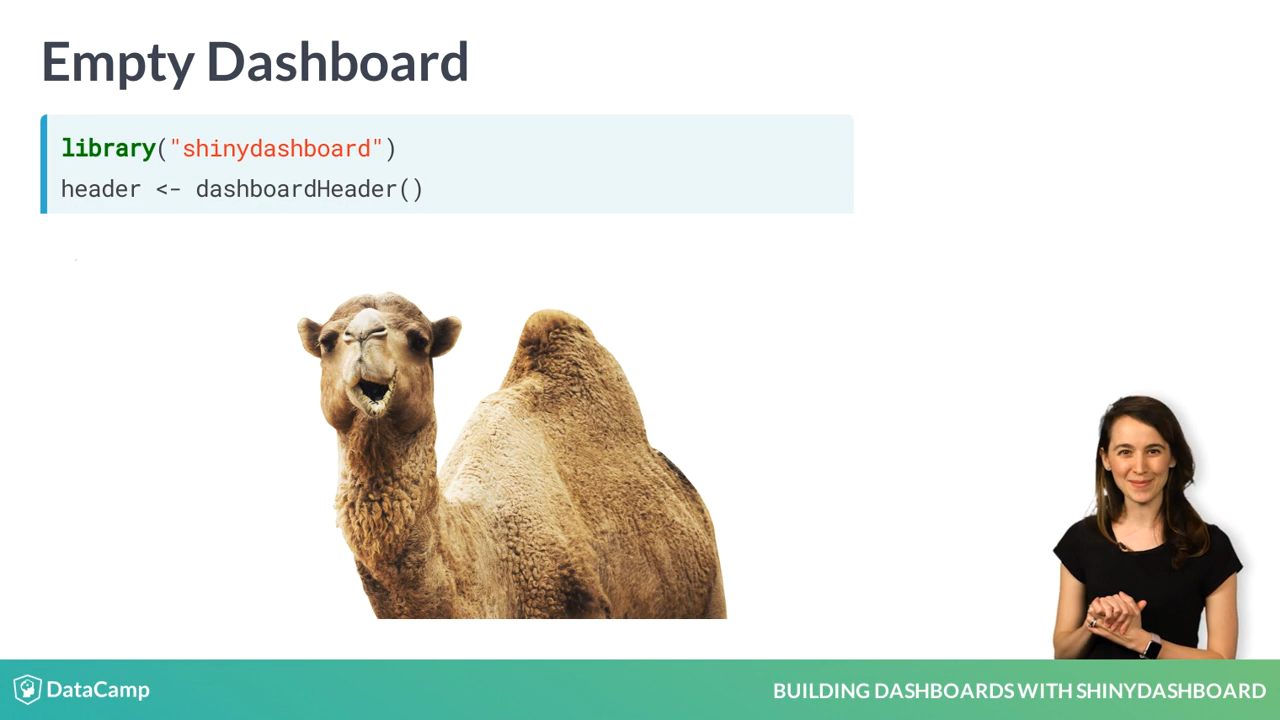 Empty Dashboard
library("shinydashboard")
header <- dashboardHeader()
DataCamp
BUILDING DASHBOARDS WITH SHINYDASHBOARD